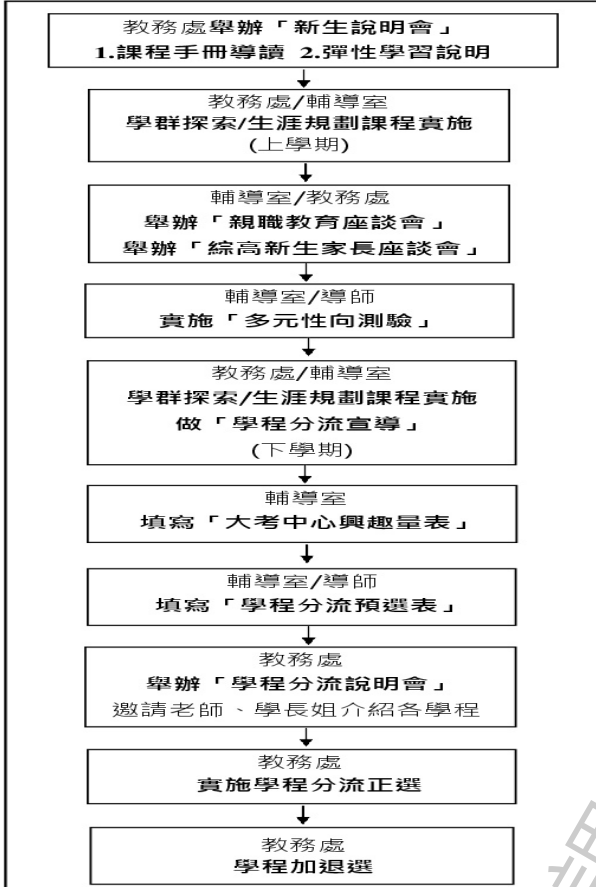 教務處舉辦「新生說明會」
1.課程手冊導讀 2.彈性學習說明
教務處/輔導室
學群探索/生涯規劃課程實施
(上學期)
輔導室/教務處
舉辦「親職教育座談會」
舉辦「綜高新生家長座談會」
輔導室/導師
實施「多元性向測驗」
教務處/輔導室
學群探索/生涯規劃課程實施
做「學程分流宣導」
(下學期)
輔導室
填寫「大考中心興趣量表」
輔導室/導師
填寫「學程分流預選表」
教務處
舉辦「學程分流說明會」
邀請老師、學長姐介紹各學程
教務處
實施學程分流正選
教務處
學程加退選